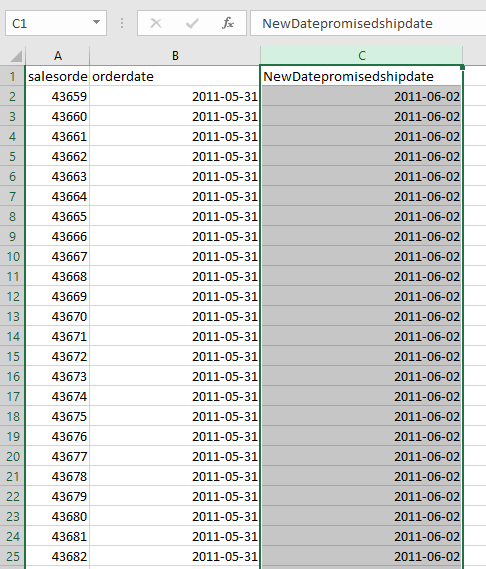 C1 fx NewDatepromisedshipdate
A B C
1 salesorde orderdate NewDatepromisedshipdate
2 43659 2011-05-31 2011-06-02
3 43660 2011-05-31 2011-06-02
4 43661 2011-05-31 2011-06-02
5 43662 2011-05-31 2011-06-02
6 43663 2011-05-31 2011-06-02
7 43664 2011-05-31 2011-06-02
8 43665 2011-05-31 2011-06-02
9 43666 2011-05-31 2011-06-02
10 43667 2011-05-31 2011-06-02
11 43668 2011-05-31 2011-06-02
12 43669 2011-05-31 2011-06-02
13 43670 2011-05-31 2011-06-02
14 43671 2011-05-31 2011-06-02
15 43672 2011-05-31 2011-06-02
16 43673 2011-05-31 2011-06-02
17 43674 2011-05-31 2011-06-02
18 43675 2011-05-31 2011-06-02
19 43676 2011-05-31 2011-06-02
20 43677 2011-05-31 2011-06-02
21 43678 2011-05-31 2011-06-02
22 43679 2011-05-31 2011-06-02
23 43680 2011-05-31 2011-06-02
24 43681 2011-05-31 2011-06-02
25 43682 2011-05-31 2011-06-02